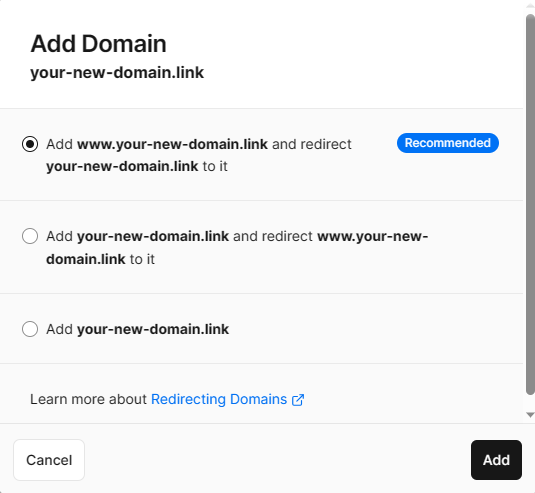 Add Domain
your-new-domain.link
Add www.your-new-domain.link and redirect
your-new-domain.link to it
Recommended
Add your-new-domain.link and redirect www.your-new-
domain.link to it
Add your-new-domain.link
Learn more about Redirecting Domains
Cancel
Add